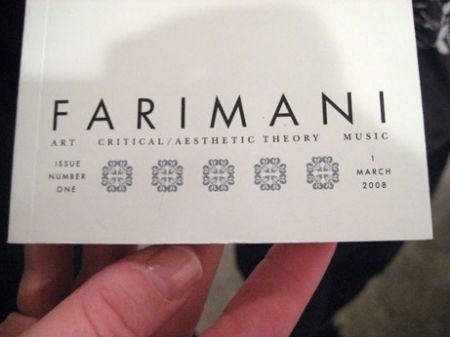 FARIMANI
ART CRITICAL/AESTHETIC THEORY MUSIC
ISSUE
NUMBER
ONE
1
MARCH
2008